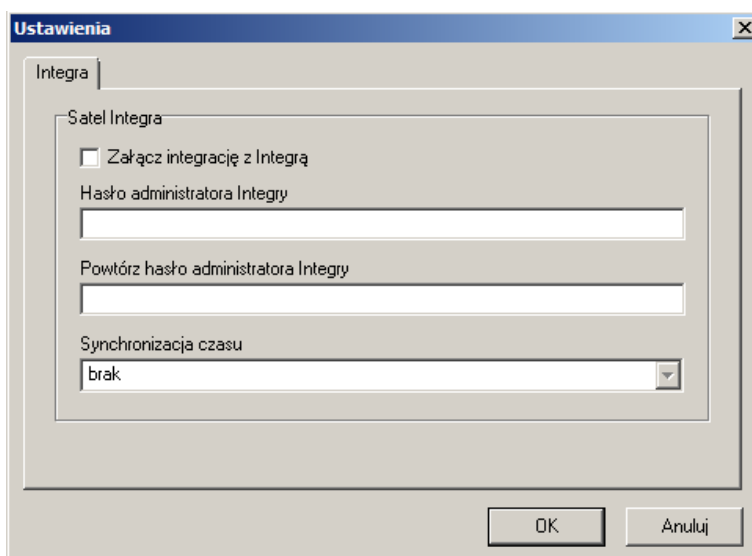 Ustawienia
Integra
Satel Integra
Załącz integrację z Integrą
Hasło administratora Integry
Powtórz hasło administratora Integry
Synchronizacja czasu
brak
OK Anuluj